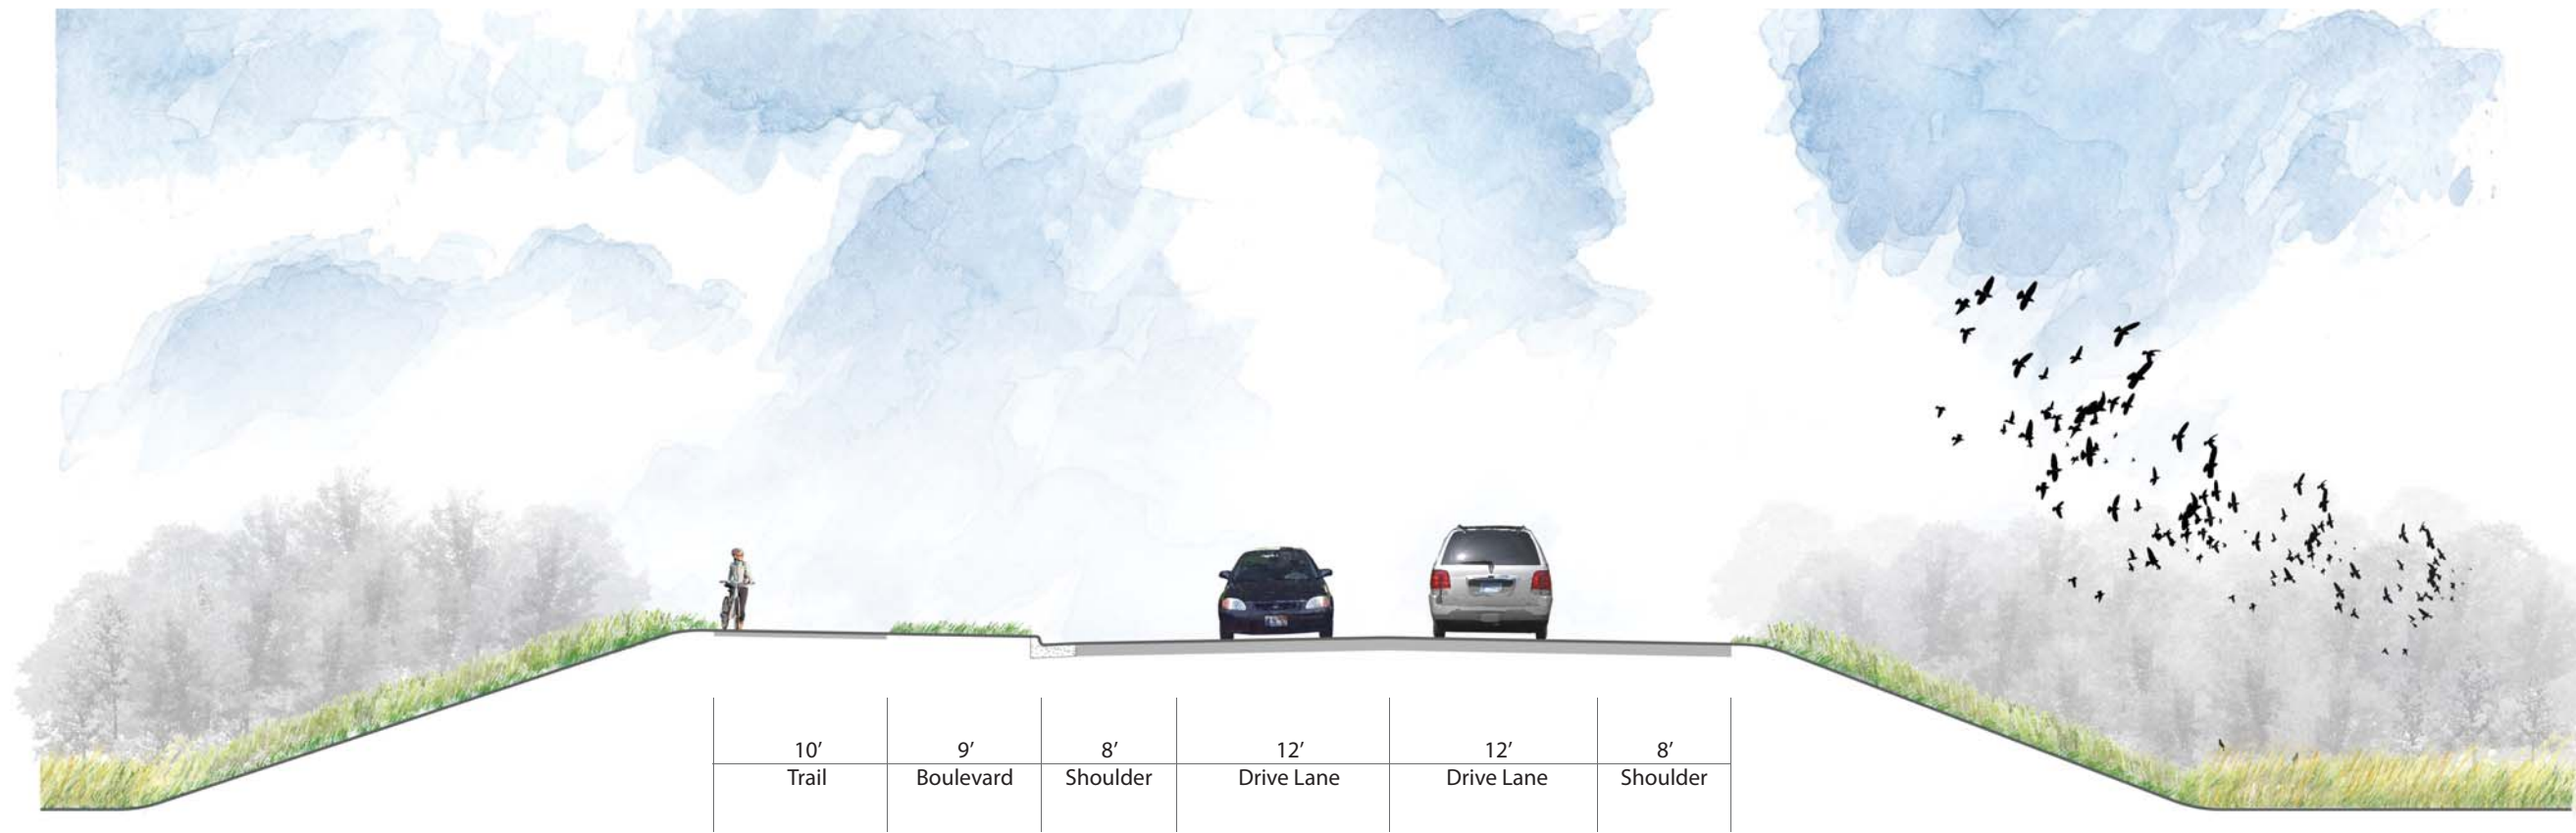 10’ 9’ 8’ 12’ 12’ 8’
Trail Boulevard Shoulder Drive Lane Drive Lane Shoulder